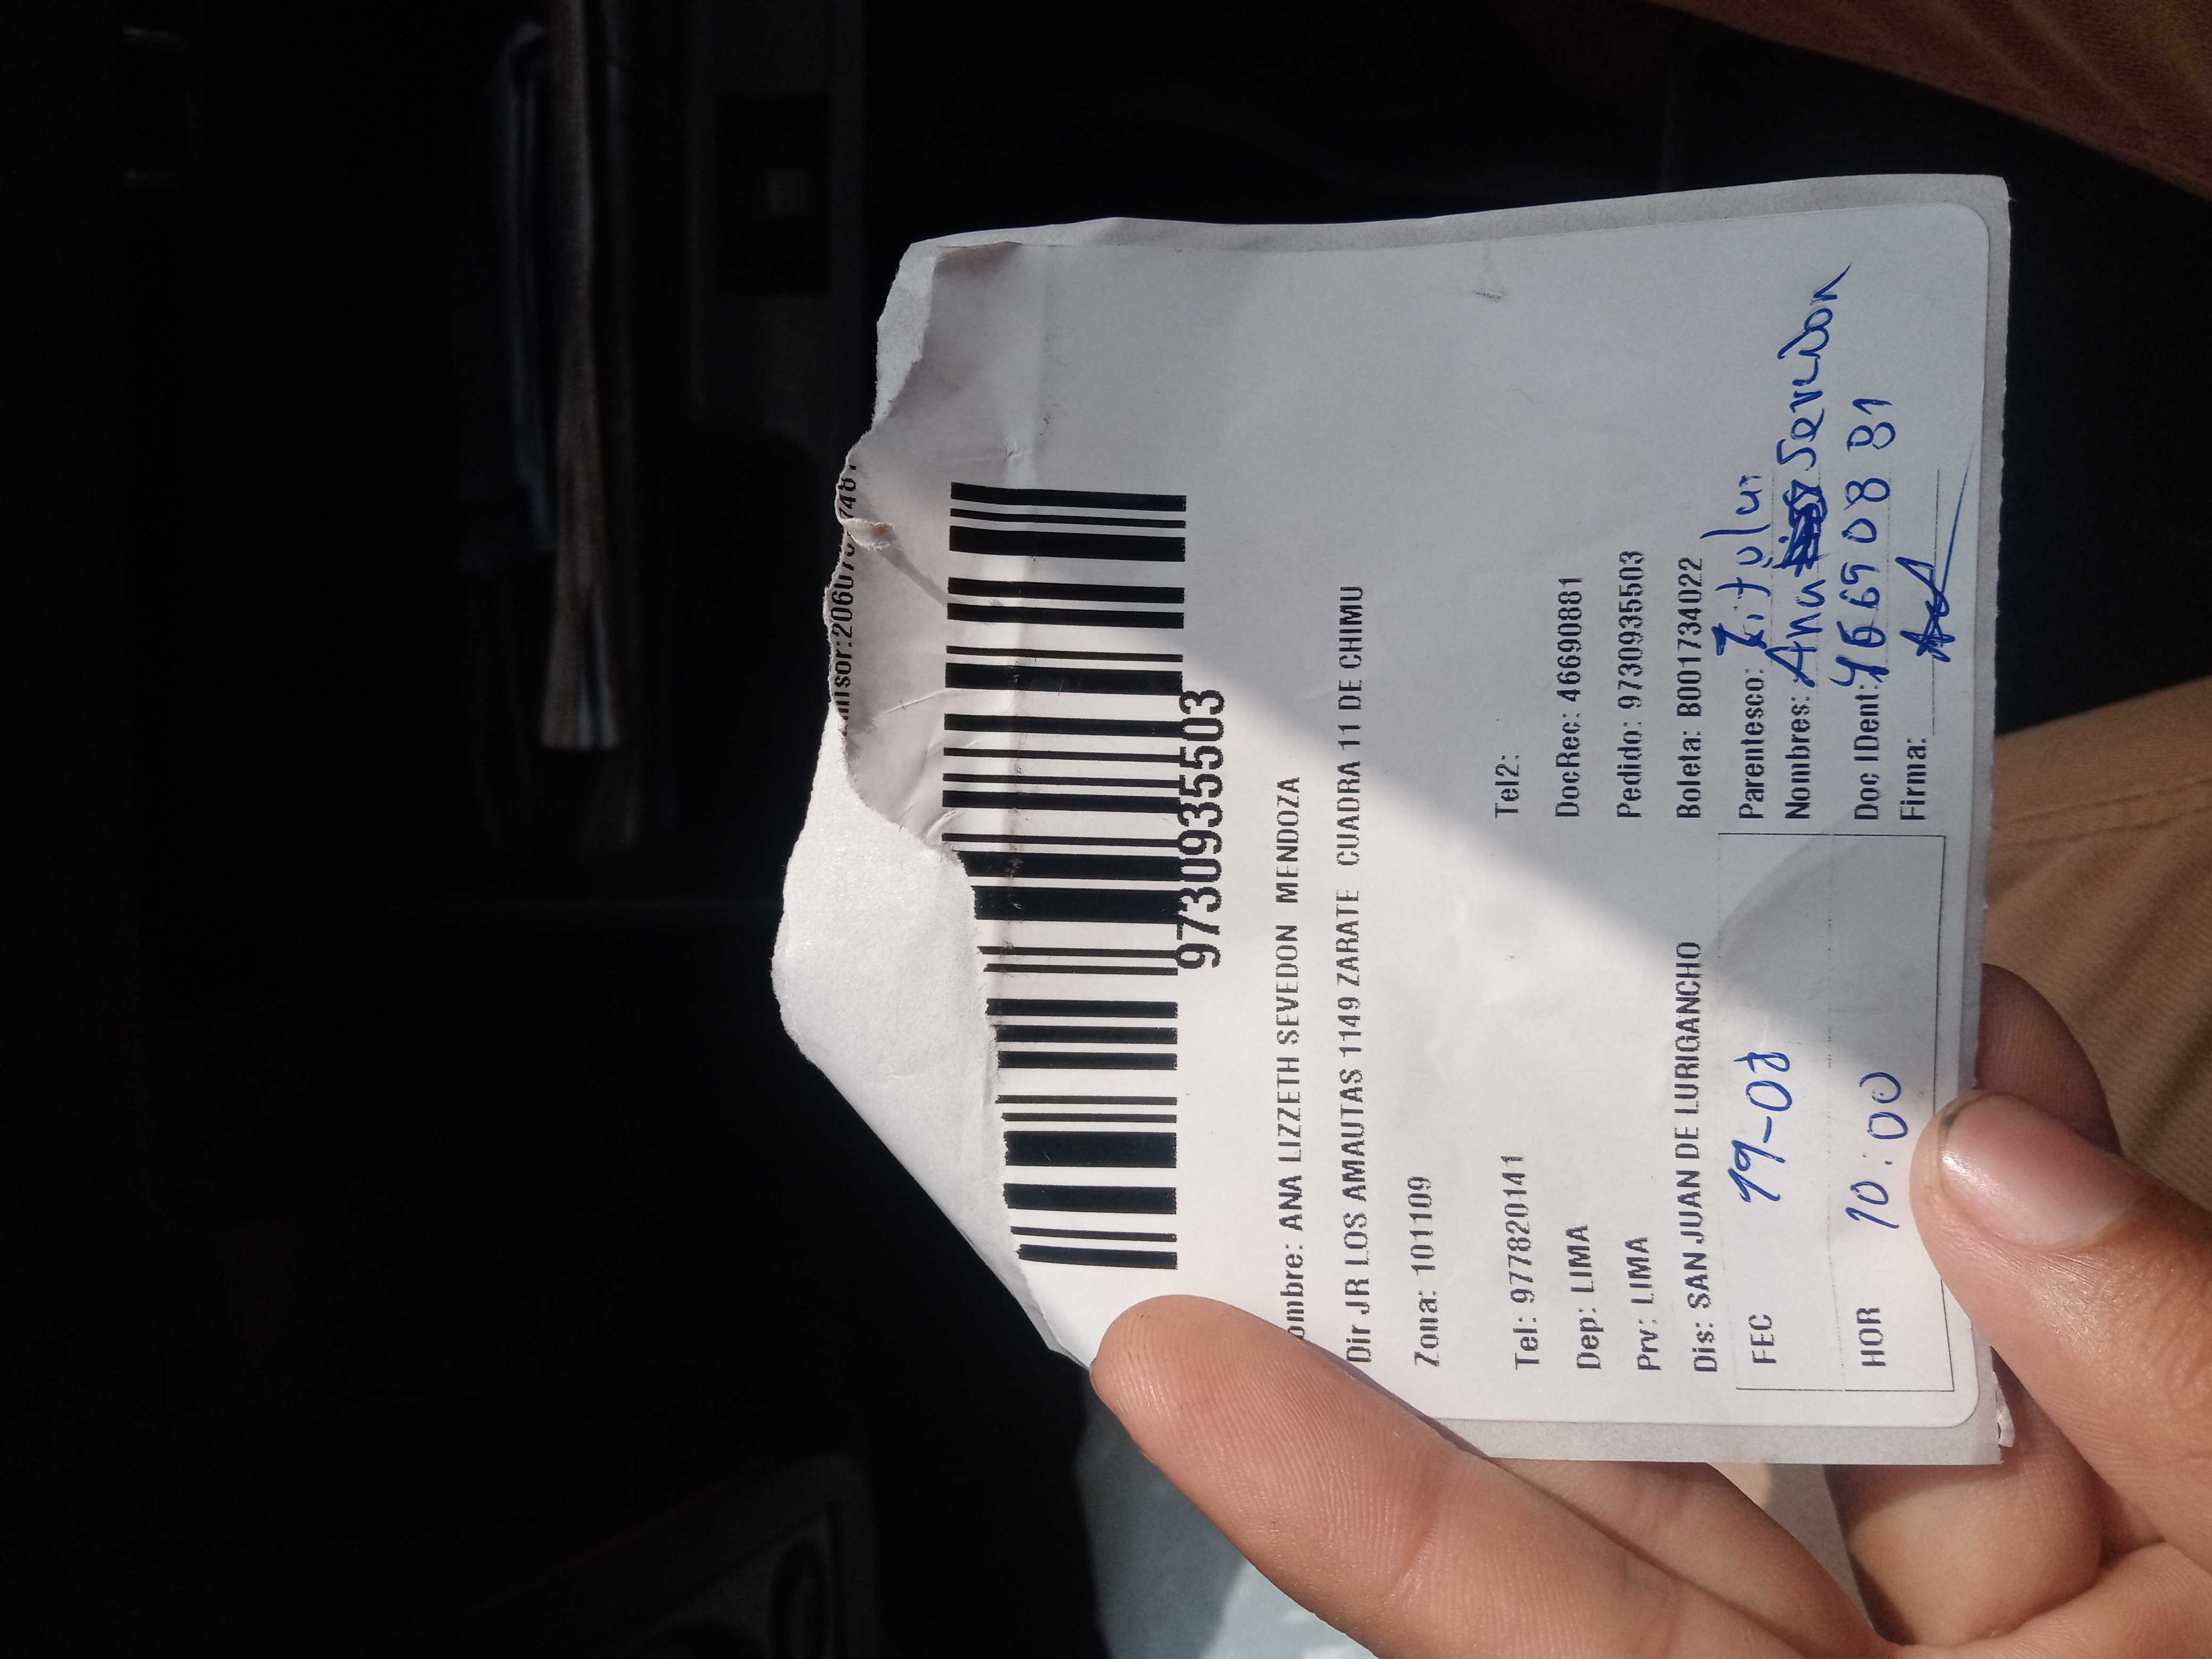 9730935503
ombre: ANA LIZZETH SEVEDON MENDOZA
Dir JR LOS AMAUTAS 1149 ZARATE CUADRA 11 DE CHIMU
Zona: 101109
Tel: 977820141 Tel2:
Dep: LIMA DocRec: 46690881
Prv: LIMA Pedido: 9730935503
Dis: SAN JUAN DE LURIGANCHO Boleta: B001734022
FEC 19-08 Parentesco: Titular
Nombres: Ana Sevedon
HOR 10:00 Doc IDent: 46690881
Firma: